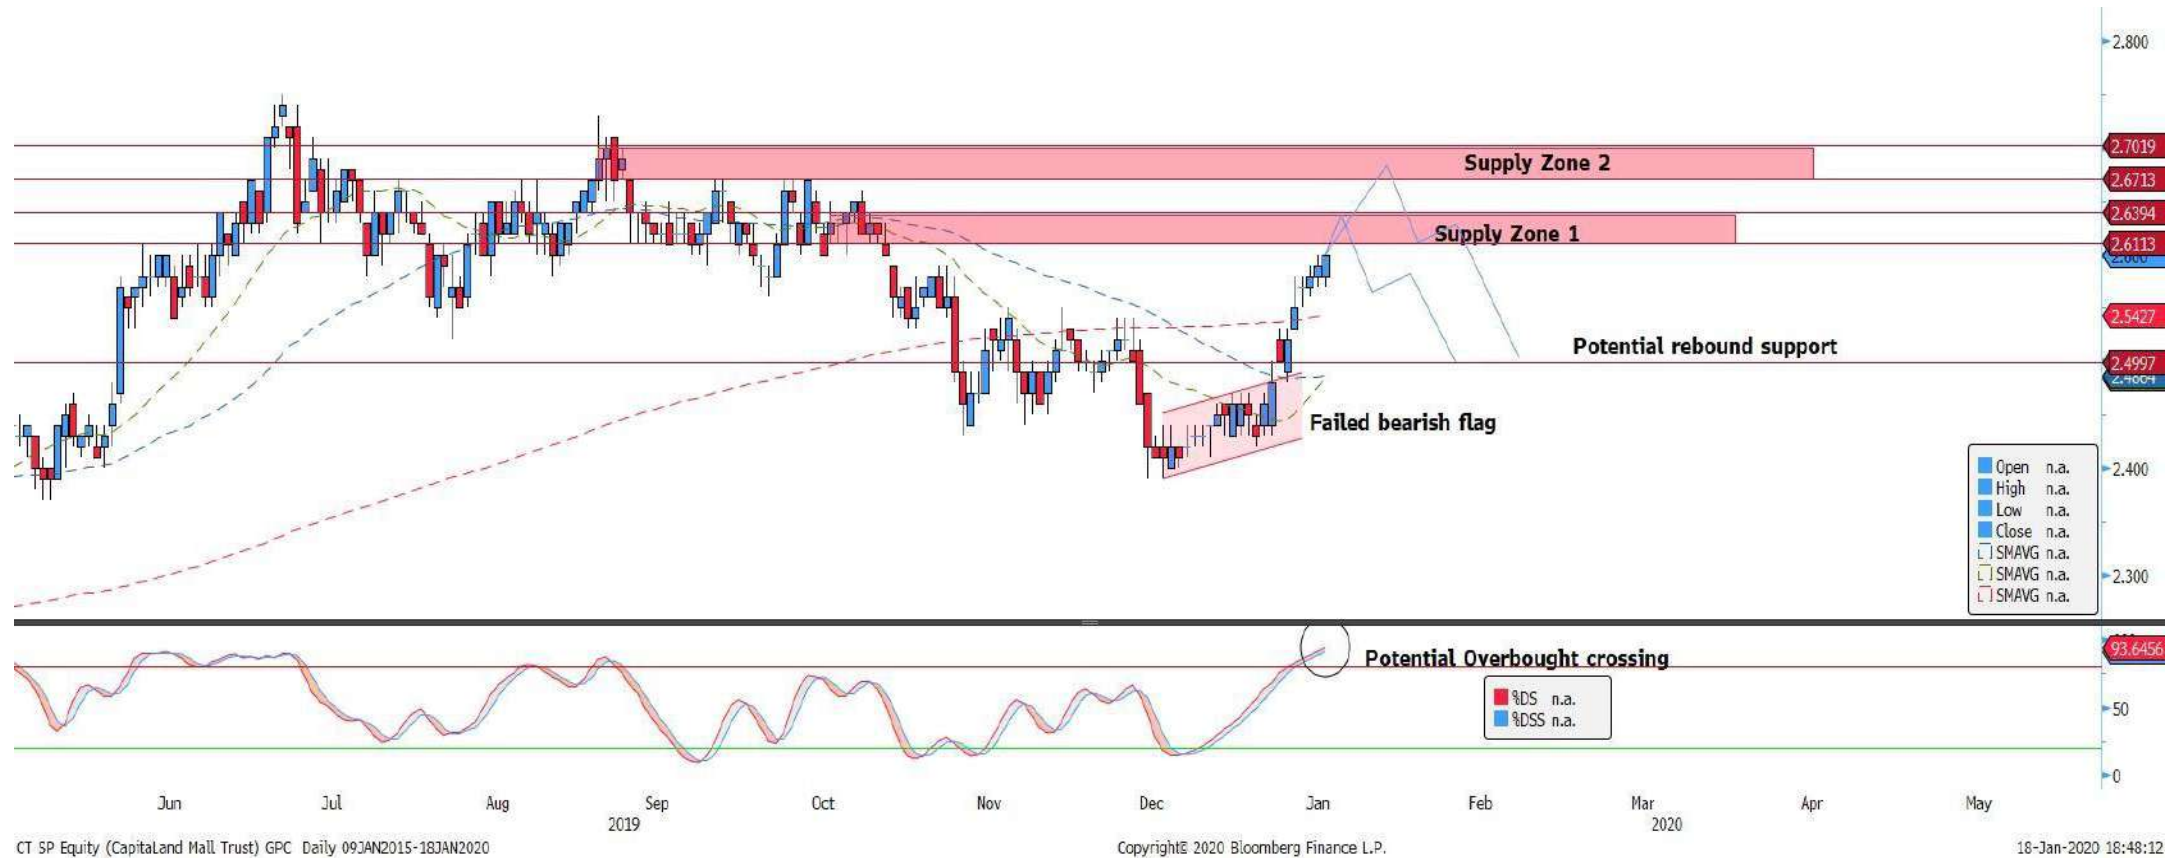 2.800
2.7019
Supply Zone 2
2.6713
2.6394
Supply Zone 1
2.6113
2.600
2.5427
Potential rebound support
2.4997
2.4864
Failed bearish flag
Open n.a.
High n.a.
Low n.a.
Close n.a.
SMAVG n.a.
SMAVG n.a.
SMAVG n.a.
2.400
2.300
Potential Overbought crossing
93.6456
%DS n.a.
%DSS n.a.
50
0
Jun Jul Aug Sep Oct Nov Dec Jan Feb Mar Apr May
2019 2020
CT SP Equity (CapitaLand Mall Trust) GPC Daily 09JAN2015-18JAN2020 Copyright© 2020 Bloomberg Finance L.P. 18-Jan-2020 18:48:12